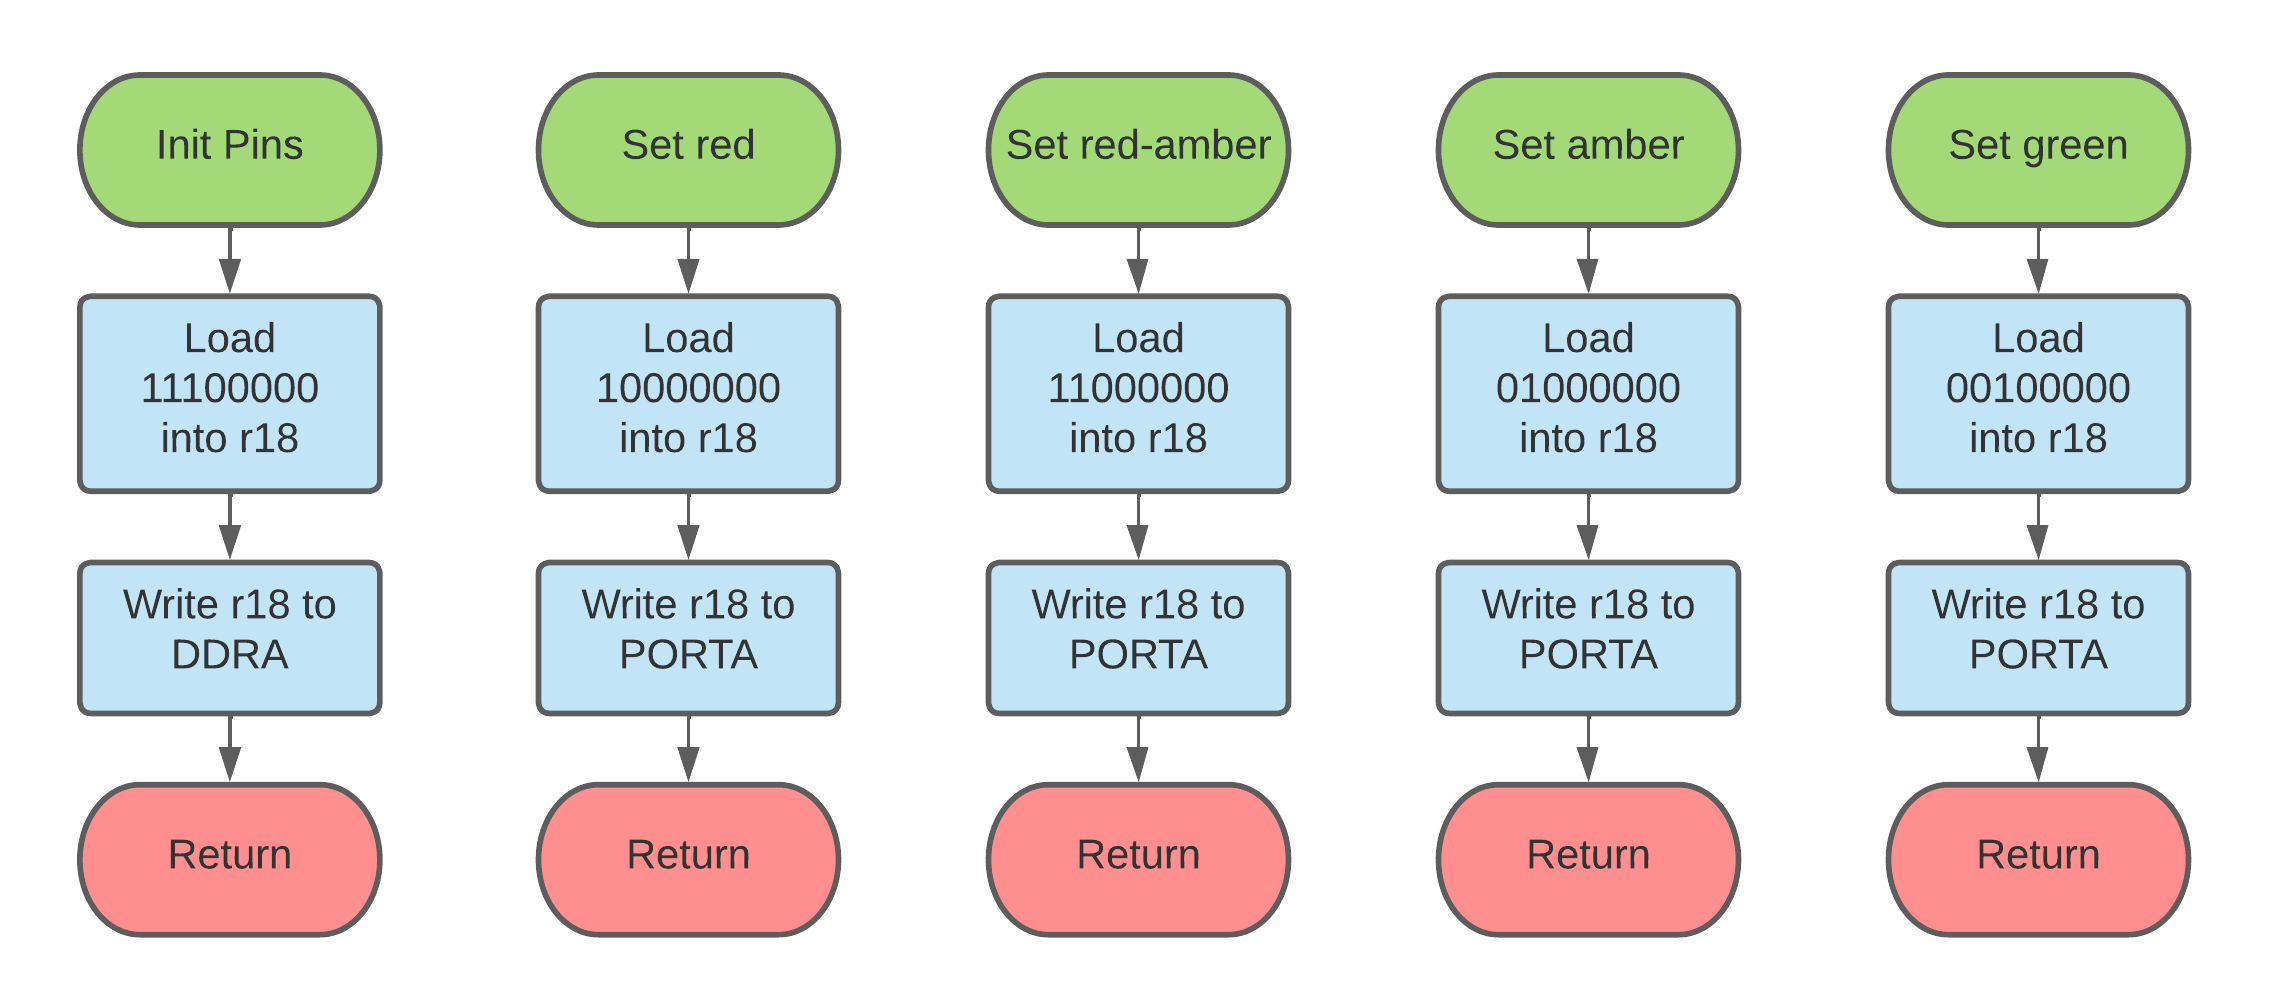 Init Pins
Load
11100000
into r18
Write r18 to
DDRA
Return
Set red
Load
10000000
into r18
Write r18 to
PORTA
Return
Set red-amber
Load
11000000
into r18
Write r18 to
PORTA
Return
Set amber
Load
01000000
into r18
Write r18 to
PORTA
Return
Set green
Load
00100000
into r18
Write r18 to
PORTA
Return